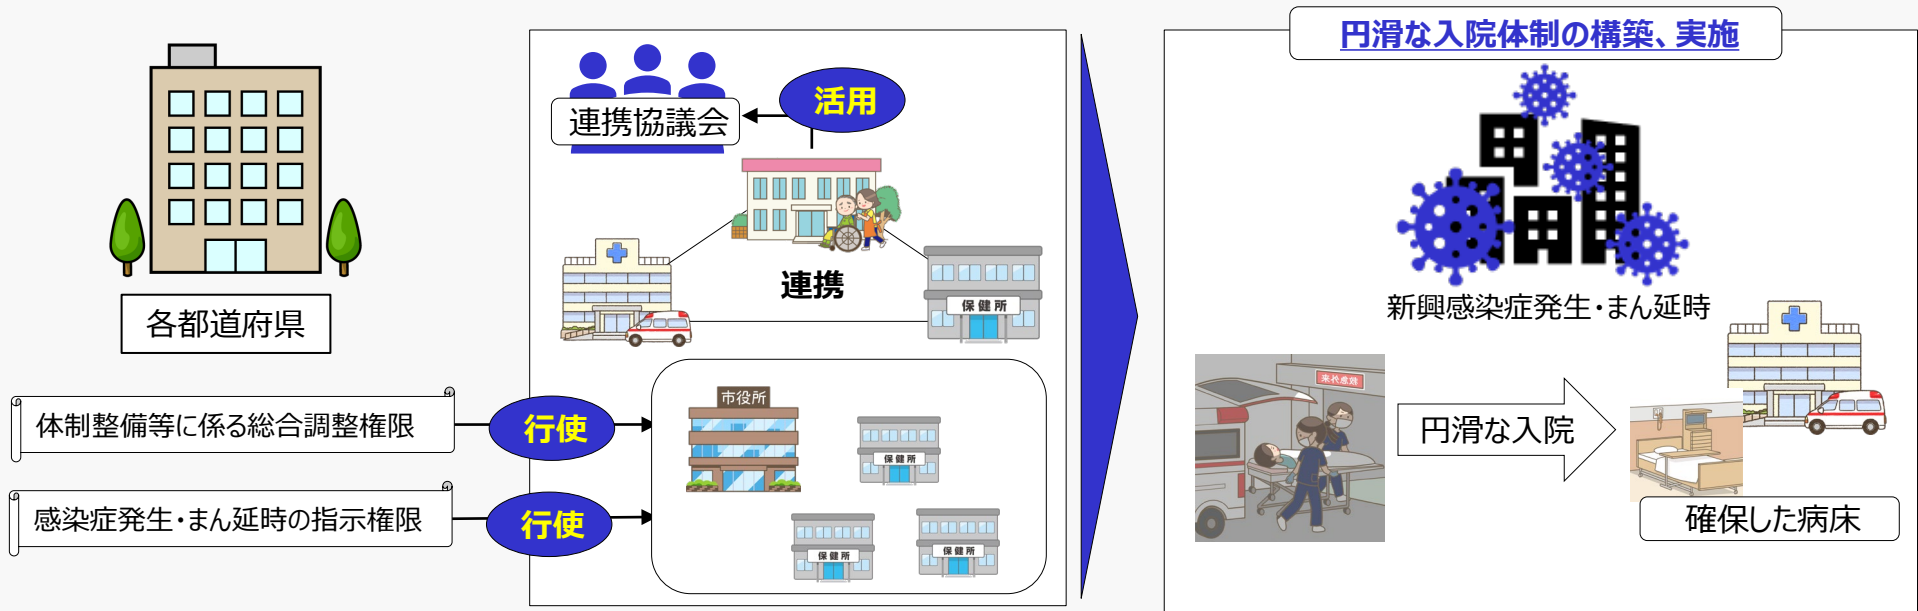 円滑な入院体制の構築、実施
連携協議会
活用
連携
保健所
各都道府県
体制整備等に係る総合調整権限
行使
感染症発生・まん延時の指示権限
行使
市役所
保健所
保健所
保健所
新興感染症発生・まん延時
救急外来
円滑な入院
確保した病床